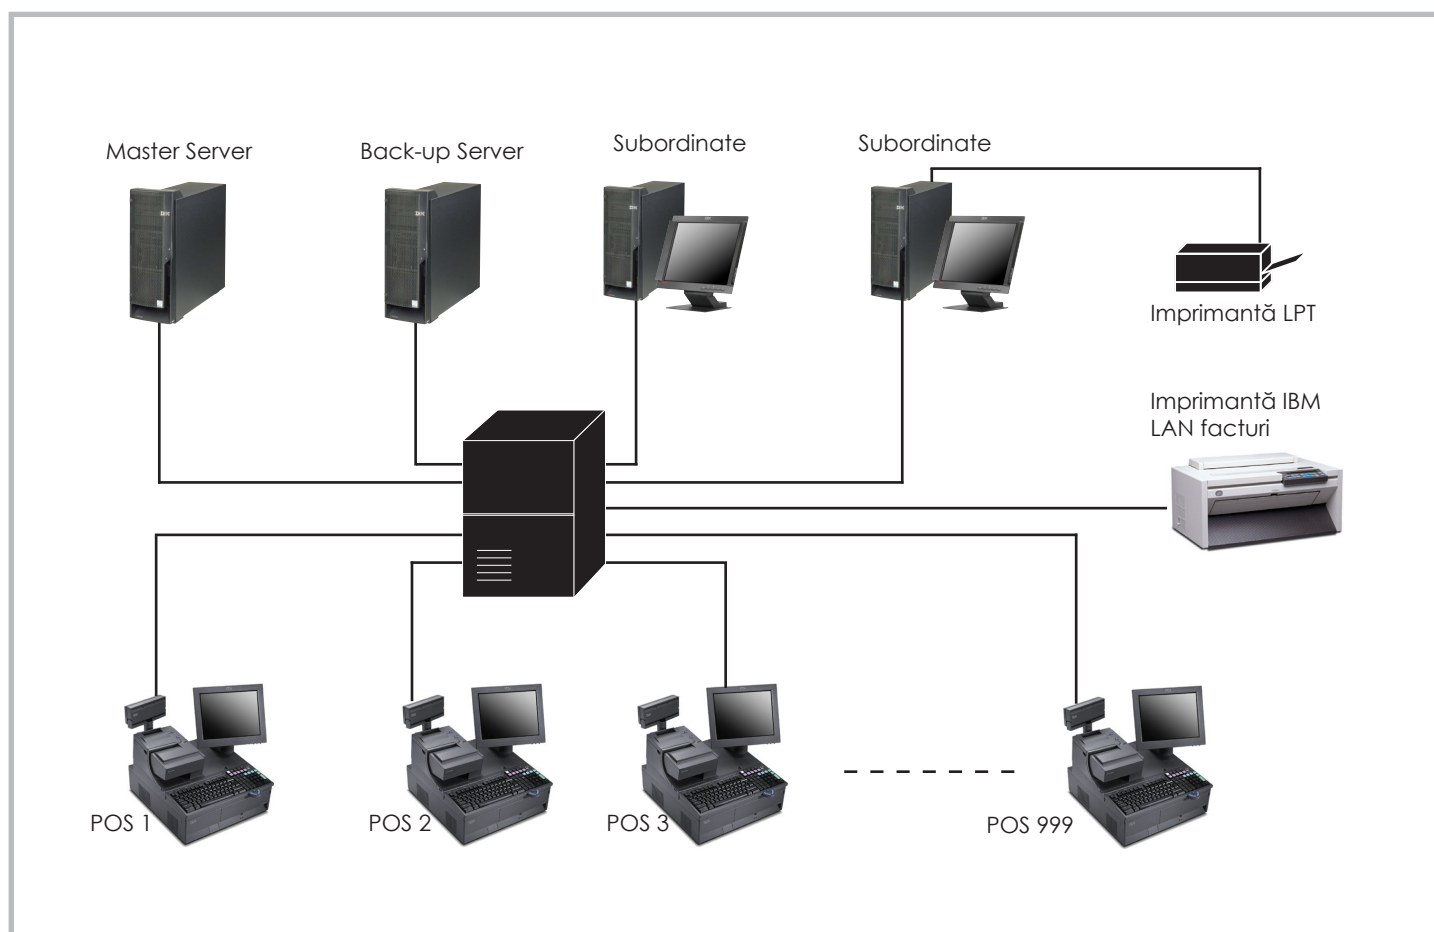 Master Server
Back-up Server
Subordinate
Subordinate
Imprimantă LPT
Imprimantă IBM
LAN facturi
POS 1
POS 2
POS 3
POS 999